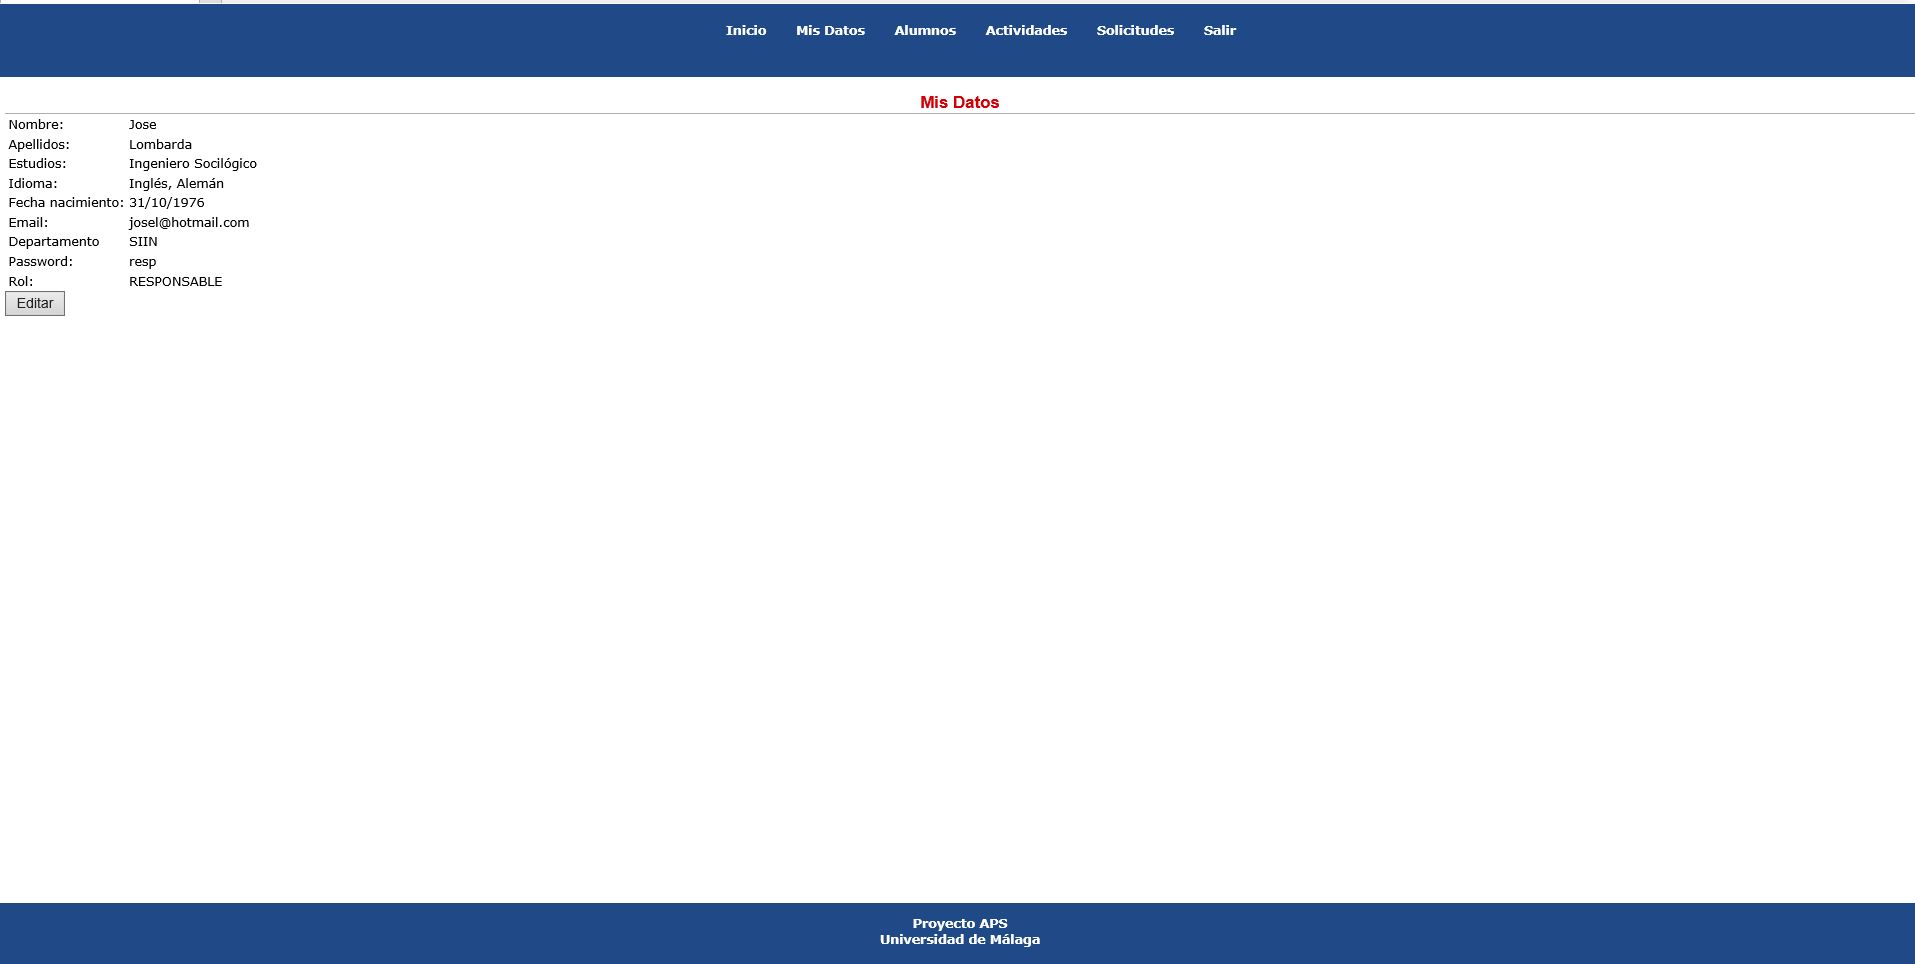 Inicio Mis Datos Alumnos Actividades Solicitudes Salir
Mis Datos
Nombre: Jose
Apellidos: Lombarda
Estudios: Ingeniero Socilógico
Idioma: Inglés, Alemán
Fecha nacimiento: 31/10/1976
Email: josel@hotmail.com
Departamento SIIN
Password: resp
Rol: RESPONSABLE
Editar
Proyecto APS
Universidad de Málaga